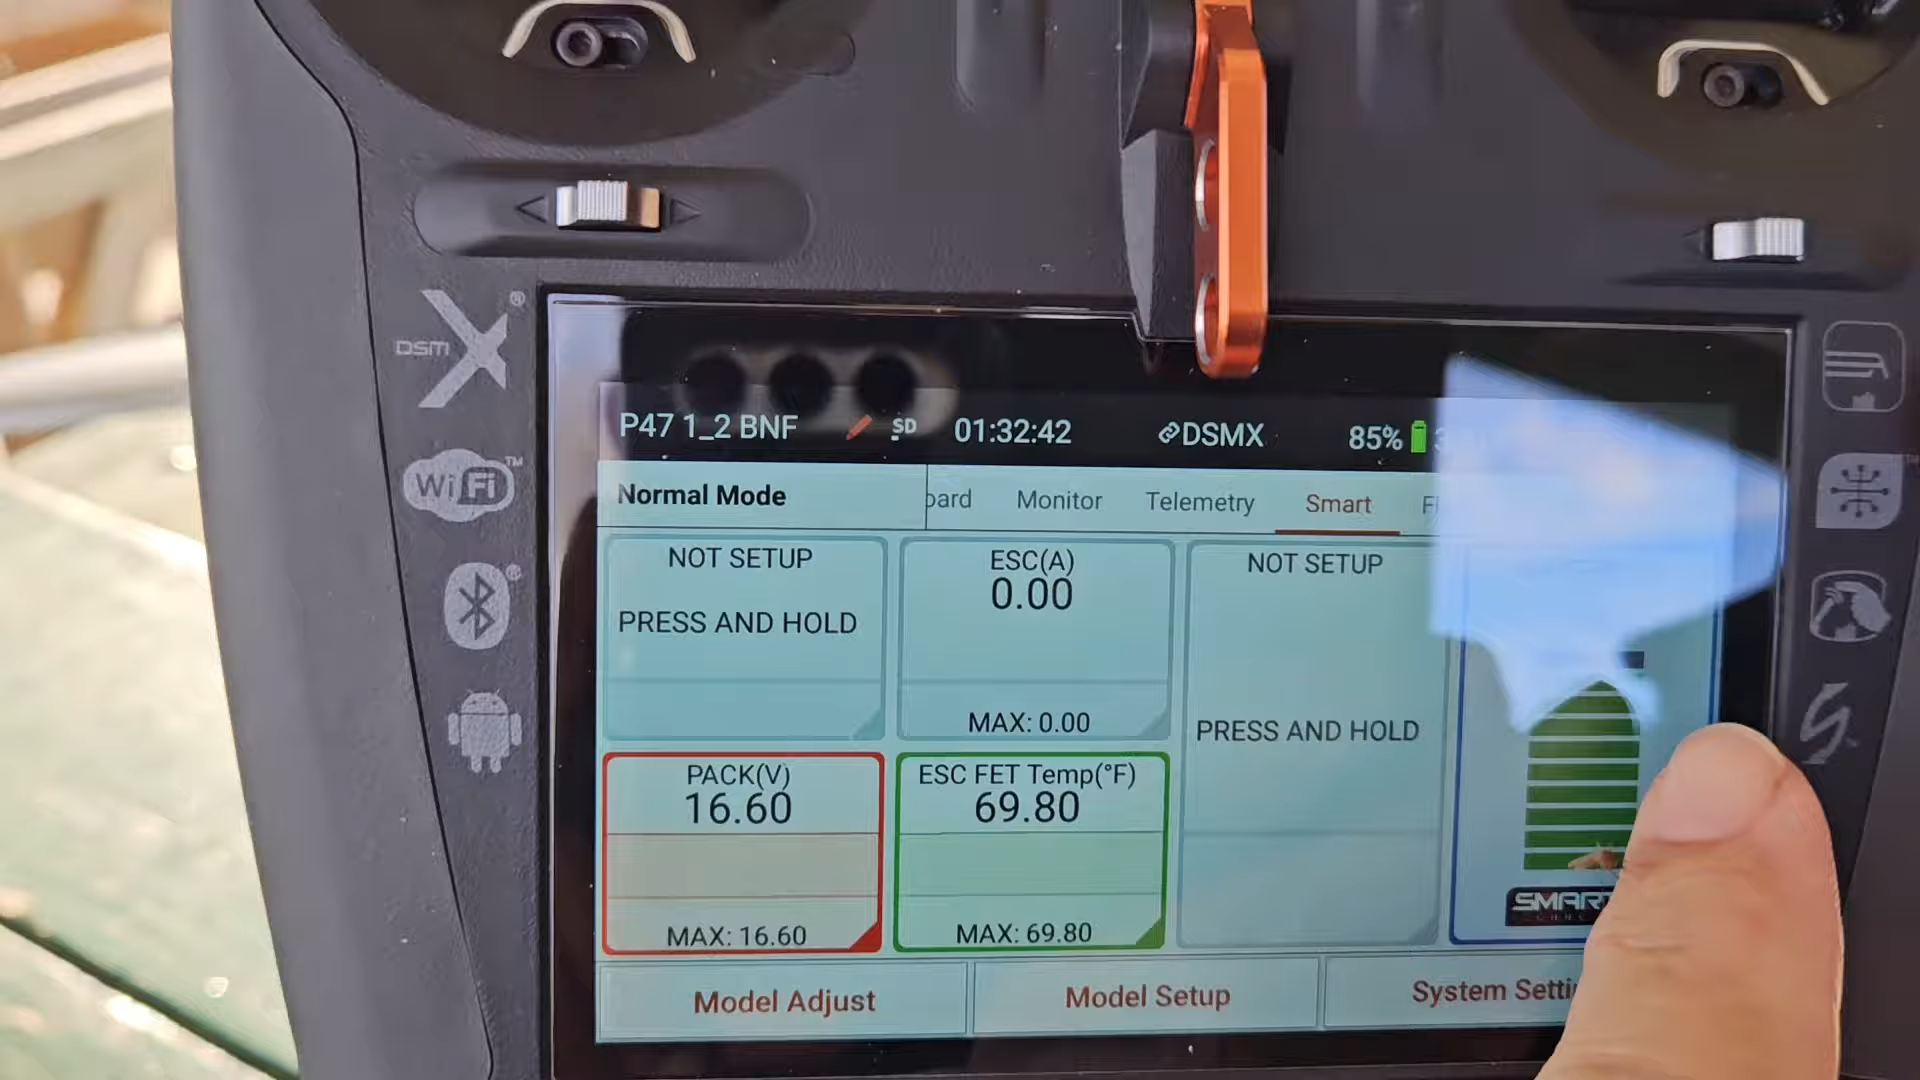 DSM X ®
WiFi ™
®
P47 1_2 BNF
SD
01:32:42
DSMX
85%
Normal Mode
Monitor
Telemetry
Smart
NOT SETUP
PRESS AND HOLD
ESC(A)
0.00
MAX: 0.00
NOT SETUP
PRESS AND HOLD
PACK(V)
16.60
MAX: 16.60
ESC FET Temp(°F)
69.80
MAX: 69.80
SMART
Model Adjust
Model Setup
System